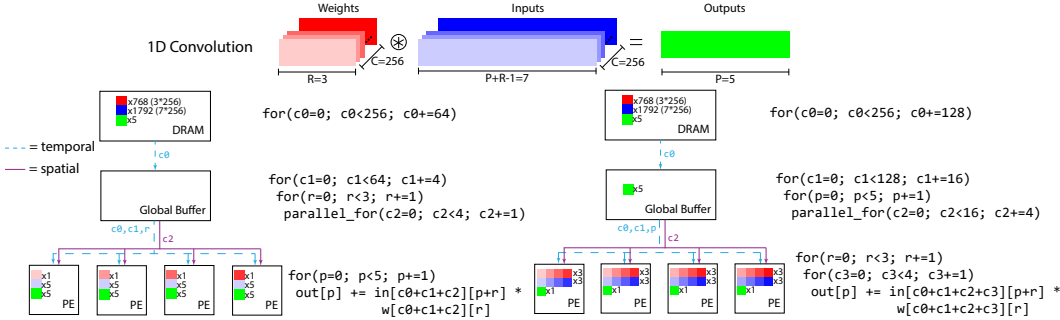 Weights
Inputs
Outputs
1D Convolution
⊛
=
C=256
C=256
R=3
P+R-1=7
P=5
x768 (3*256)
x1792 (7*256)
x5
DRAM
for(c0=0; c0<256; c0+=64)
= temporal
= spatial
c0
Global Buffer
for(c1=0; c1<64; c1+=4)
for(r=0; r<3; r+=1)
parallel_for(c2=0; c2<4; c2+=1)
c0,c1,r
c2
x1
x5
x5
PE
x1
x5
x5
PE
x1
x5
x5
PE
x1
x5
x5
PE
for(p=0; p<5; p+=1)
out[p] += in[c0+c1+c2][p+r] *
w[c0+c1+c2][r]
x768 (3*256)
x1792 (7*256)
x5
DRAM
for(c0=0; c0<256; c0+=128)
c0
x5
Global Buffer
for(c1=0; c1<128; c1+=16)
for(p=0; p<5; p+=1)
parallel_for(c2=0; c2<16; c2+=4)
c0,c1,p
c2
x3
x3
x1
PE
x3
x3
x1
PE
x3
x3
x1
PE
x3
x3
x1
PE
for(r=0; r<3; r+=1)
for(c3=0; c3<4; c3+=1)
out[p] += in[c0+c1+c2+c3][p+r] *
w[c0+c1+c2+c3][r]